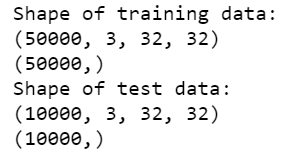 Shape of training data:
(50000, 3, 32, 32)
(50000,)
Shape of test data:
(10000, 3, 32, 32)
(10000,)